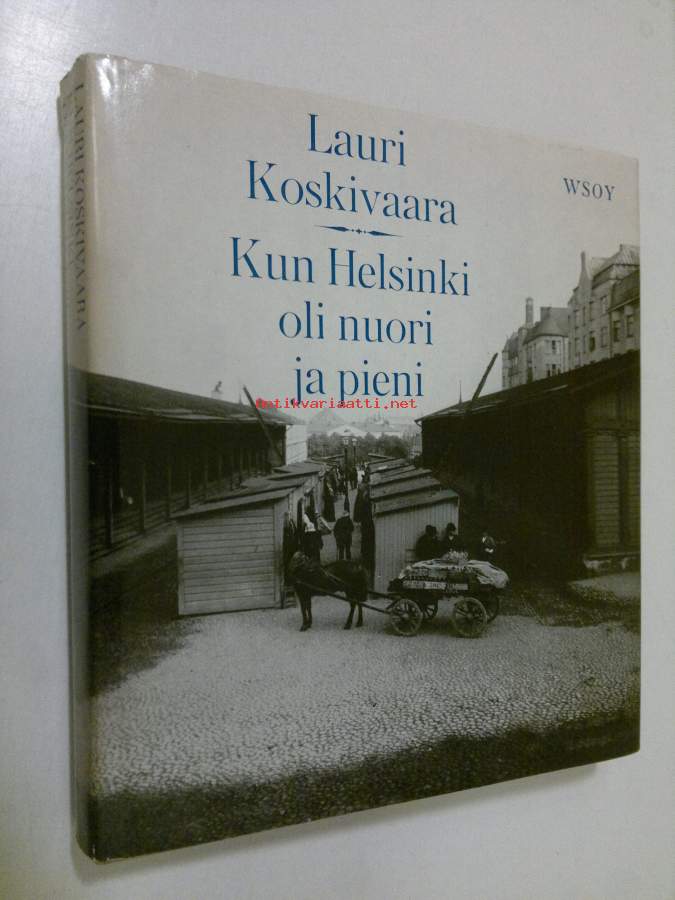 Lauri
Koskivaara
WSOY
Kun Helsinki
oli nuori
ja pieni
antikvariaatti.net
LAURI KOSKIVAARA